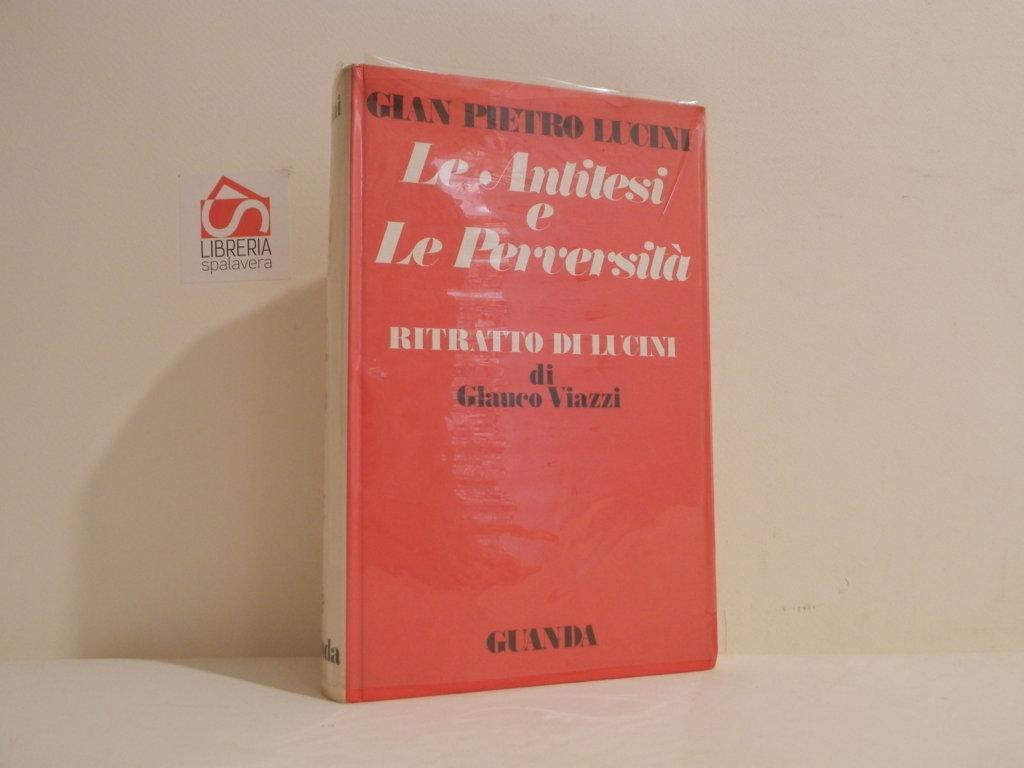 GIAN PIETRO LUCINI
Le Antitesi
e
Le Perversità
RITRATTO DI LUCINI
di
Glauco Viazzi
GUANDA
LIBRERIA
spalavera